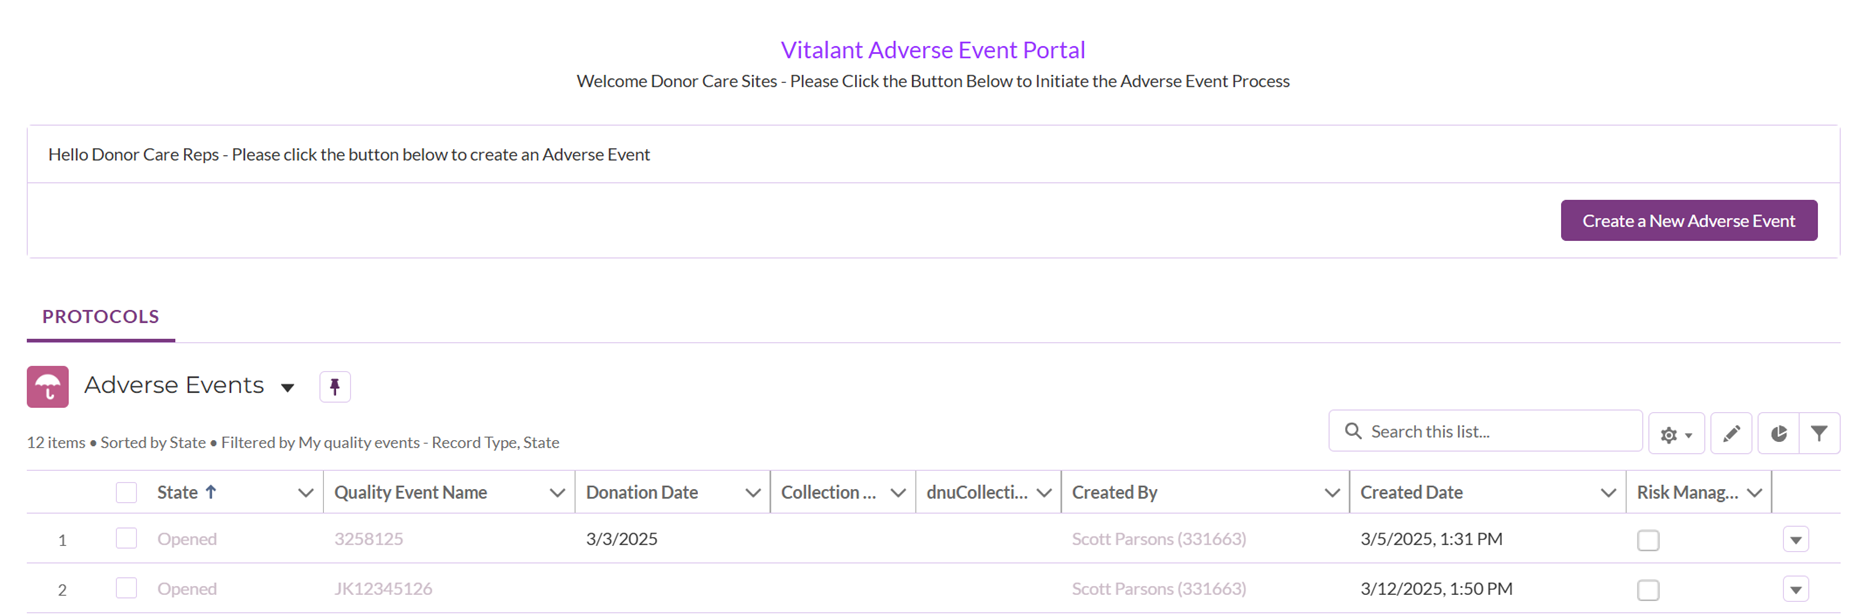 Vitalant Adverse Event Portal
Welcome Donor Care Sites - Please Click the Button Below to Initiate the Adverse Event Process
Hello Donor Care Reps - Please click the button below to create an Adverse Event
Create a New Adverse Event
PROTOCOLS
Adverse Events
12 items • Sorted by State • Filtered by My quality events - Record Type, State
Search this list...
State Quality Event Name Donation Date Collection ... dnuCollecti... Created By Created Date Risk Manag...
1 Opened 3258125 3/3/2025 Scott Parsons (331663) 3/5/2025, 1:31 PM
2 Opened JK12345126 Scott Parsons (331663) 3/12/2025, 1:50 PM